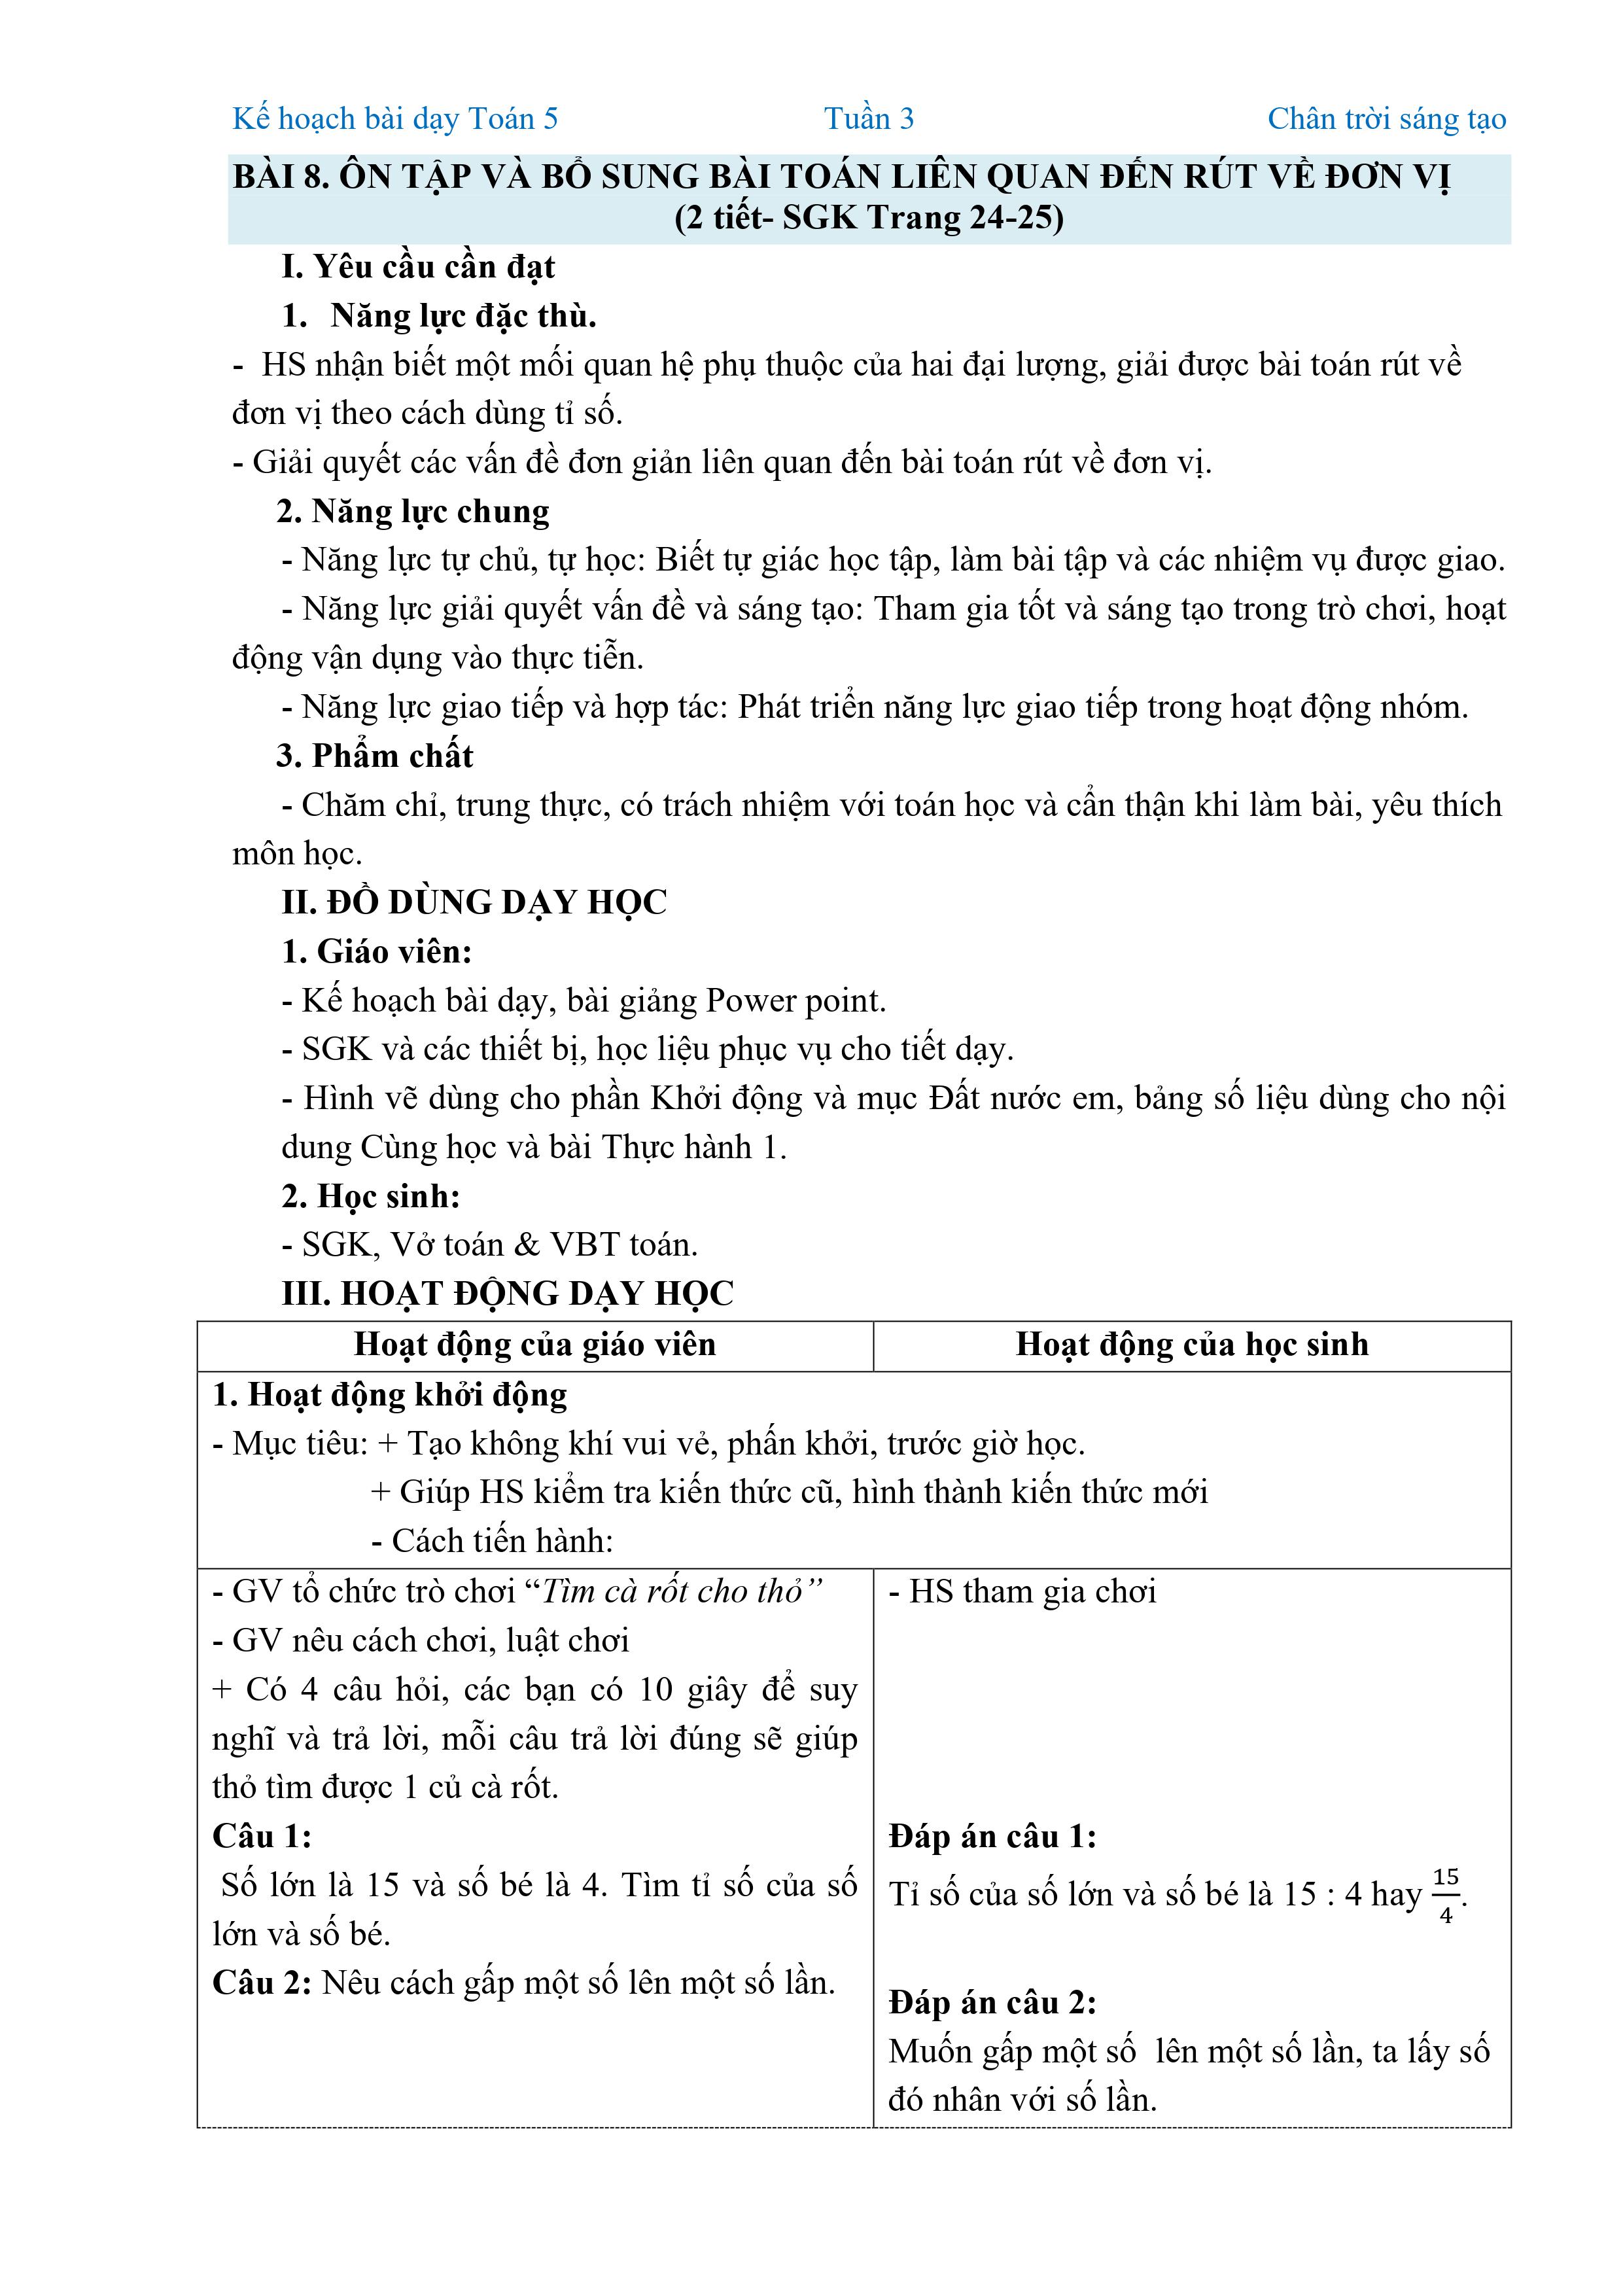 Kế hoạch bài dạy Toán 5 Tuần 3 Chân trời sáng tạo
BÀI 8. ÔN TẬP VÀ BỔ SUNG BÀI TOÁN LIÊN QUAN ĐẾN RÚT VỀ ĐƠN VỊ
(2 tiết- SGK Trang 24-25)
I. Yêu cầu cần đạt
1. Năng lực đặc thù.
- HS nhận biết một mối quan hệ phụ thuộc của hai đại lượng, giải được bài toán rút về
đơn vị theo cách dùng tỉ số.
- Giải quyết các vấn đề đơn giản liên quan đến bài toán rút về đơn vị.
2. Năng lực chung
- Năng lực tự chủ, tự học: Biết tự giác học tập, làm bài tập và các nhiệm vụ được giao.
- Năng lực giải quyết vấn đề và sáng tạo: Tham gia tốt và sáng tạo trong trò chơi, hoạt
động vận dụng vào thực tiễn.
- Năng lực giao tiếp và hợp tác: Phát triển năng lực giao tiếp trong hoạt động nhóm.
3. Phẩm chất
- Chăm chỉ, trung thực, có trách nhiệm với toán học và cẩn thận khi làm bài, yêu thích
môn học.
II. ĐỒ DÙNG DẠY HỌC
1. Giáo viên:
- Kế hoạch bài dạy, bài giảng Power point.
- SGK và các thiết bị, học liệu phục vụ cho tiết dạy.
- Hình vẽ dùng cho phần Khởi động và mục Đất nước em, bảng số liệu dùng cho nội
dung Cùng học và bài Thực hành 1.
2. Học sinh:
- SGK, Vở toán & VBT toán.
III. HOẠT ĐỘNG DẠY HỌC
Hoạt động của giáo viên Hoạt động của học sinh
1. Hoạt động khởi động
- Mục tiêu: + Tạo không khí vui vẻ, phấn khởi, trước giờ học.
+ Giúp HS kiểm tra kiến thức cũ, hình thành kiến thức mới
- Cách tiến hành:
- GV tổ chức trò chơi “Tìm cà rốt cho thỏ”
- GV nêu cách chơi, luật chơi
+ Có 4 câu hỏi, các bạn có 10 giây để suy
nghĩ và trả lời, mỗi câu trả lời đúng sẽ giúp
thỏ tìm được 1 củ cà rốt.
Câu 1:
Số lớn là 15 và số bé là 4. Tìm tỉ số của số
lớn và số bé.
Câu 2: Nêu cách gấp một số lên một số lần.
- HS tham gia chơi
Đáp án câu 1:
Tỉ số của số lớn và số bé là 15 : 4 hay 15/4.
Đáp án câu 2:
Muốn gấp một số lên một số lần, ta lấy số
đó nhân với số lần.